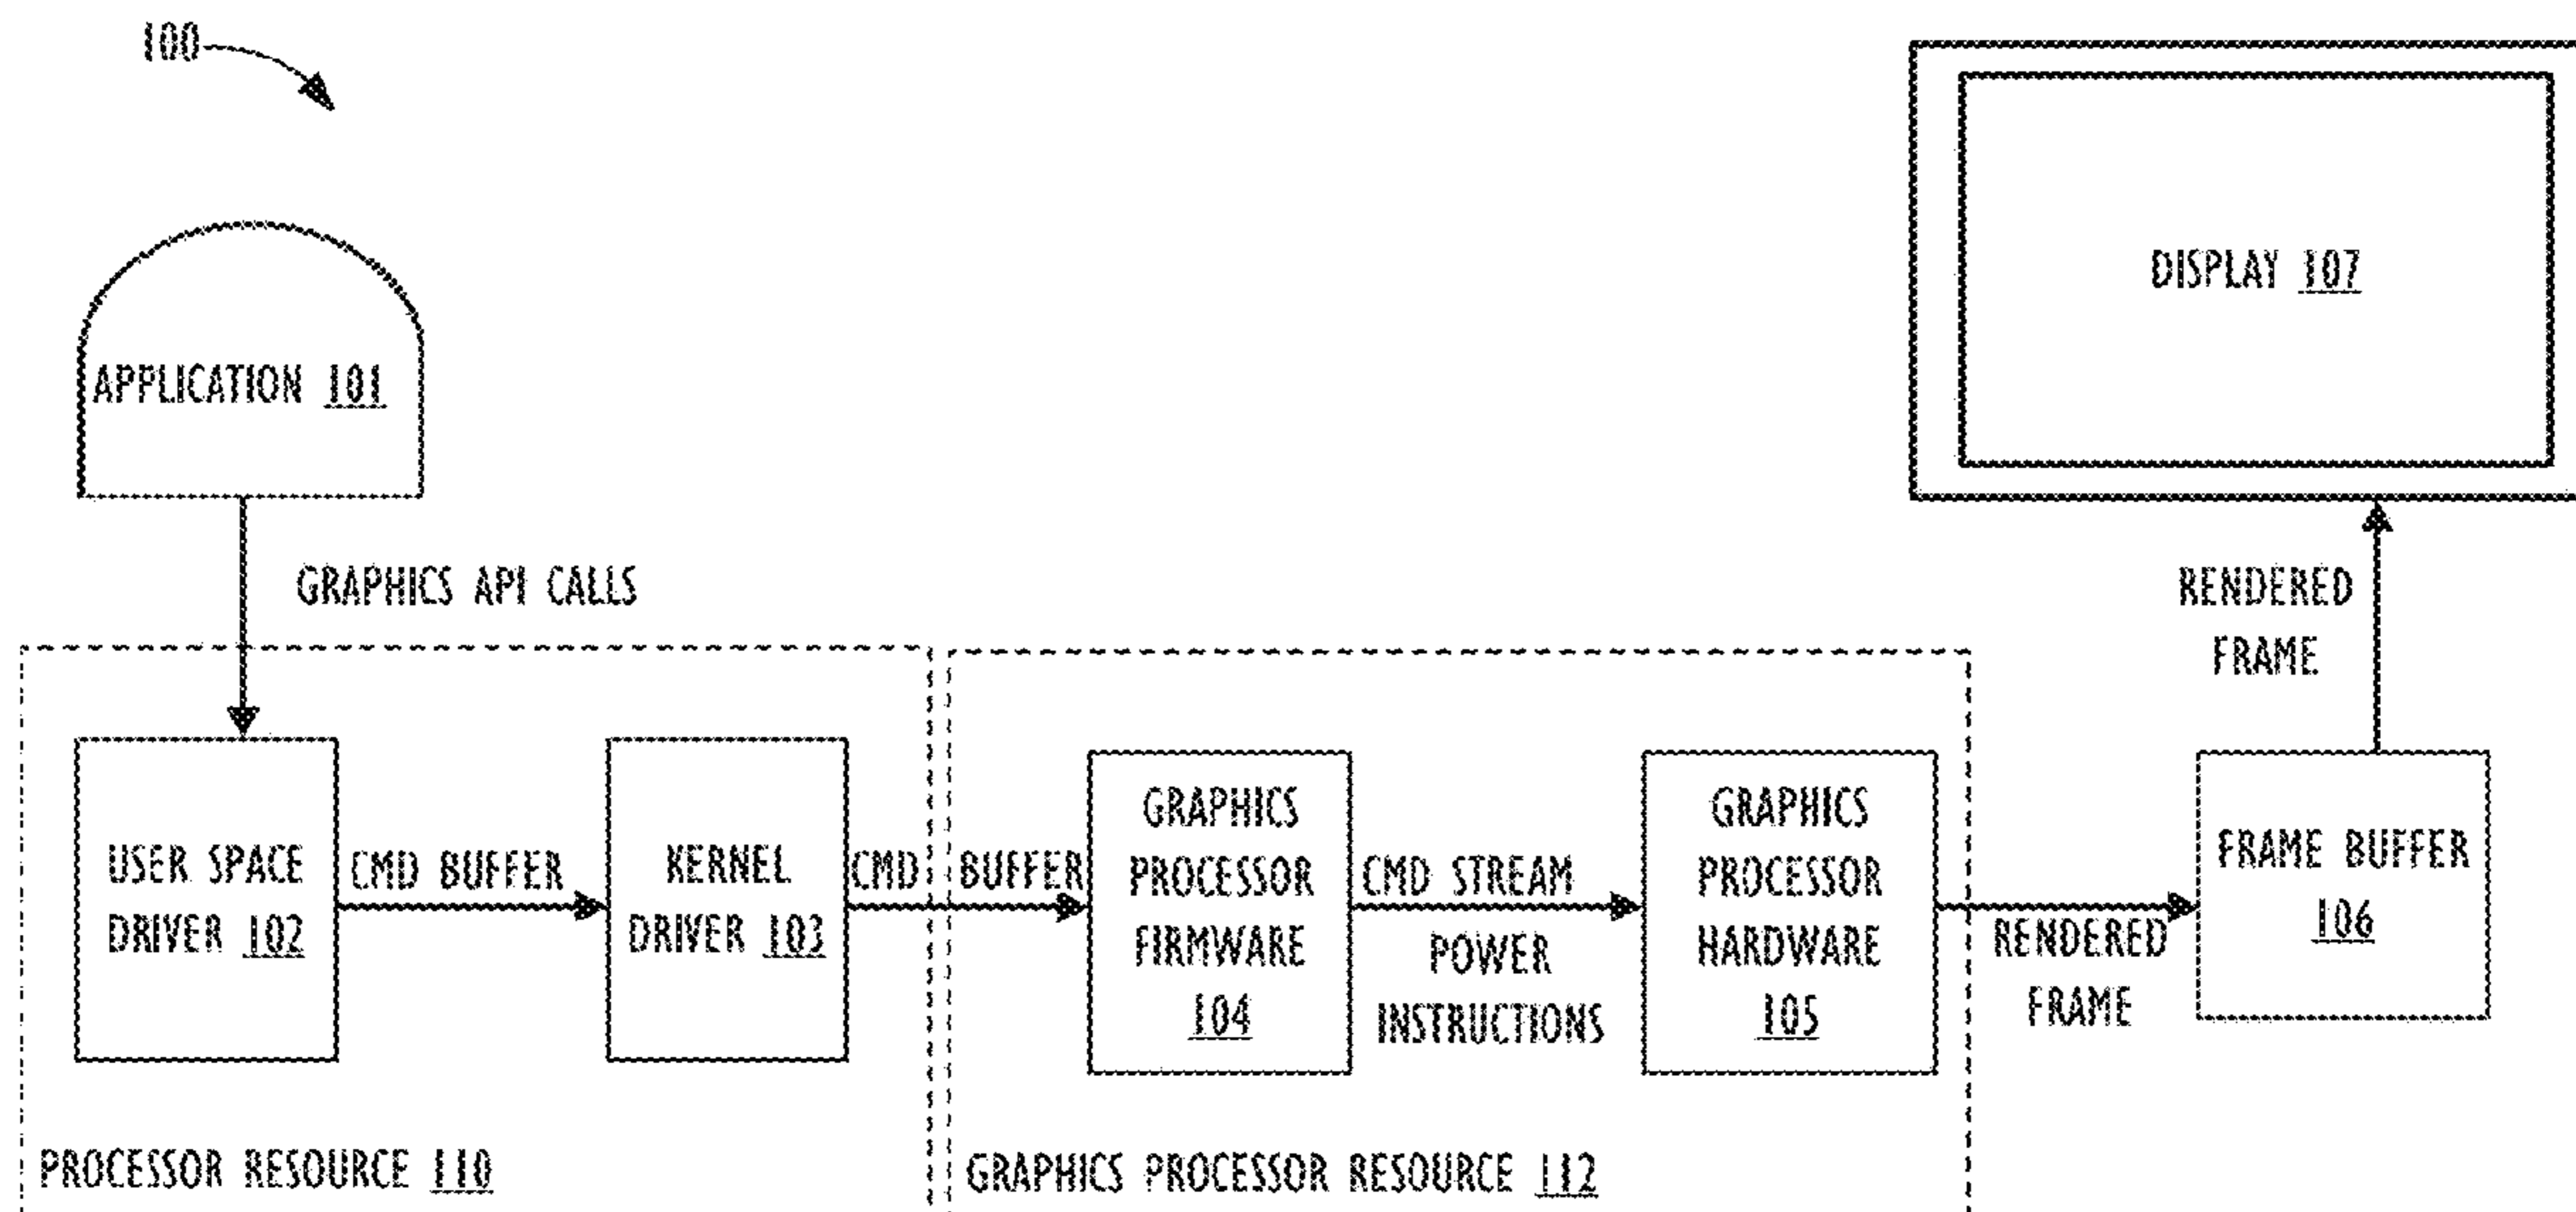 100
APPLICATION 101
GRAPHICS API CALLS
USER SPACE
DRIVER 102
CMD BUFFER
KERNEL
DRIVER 103
CMD BUFFER
PROCESSOR RESOURCE 110
GRAPHICS
PROCESSOR
FIRMWARE
104
CMD STREAM
POWER
INSTRUCTIONS
GRAPHICS
PROCESSOR
HARDWARE
105
GRAPHICS PROCESSOR RESOURCE 112
RENDERED
FRAME
FRAME BUFFER
106
RENDERED
FRAME
DISPLAY 107